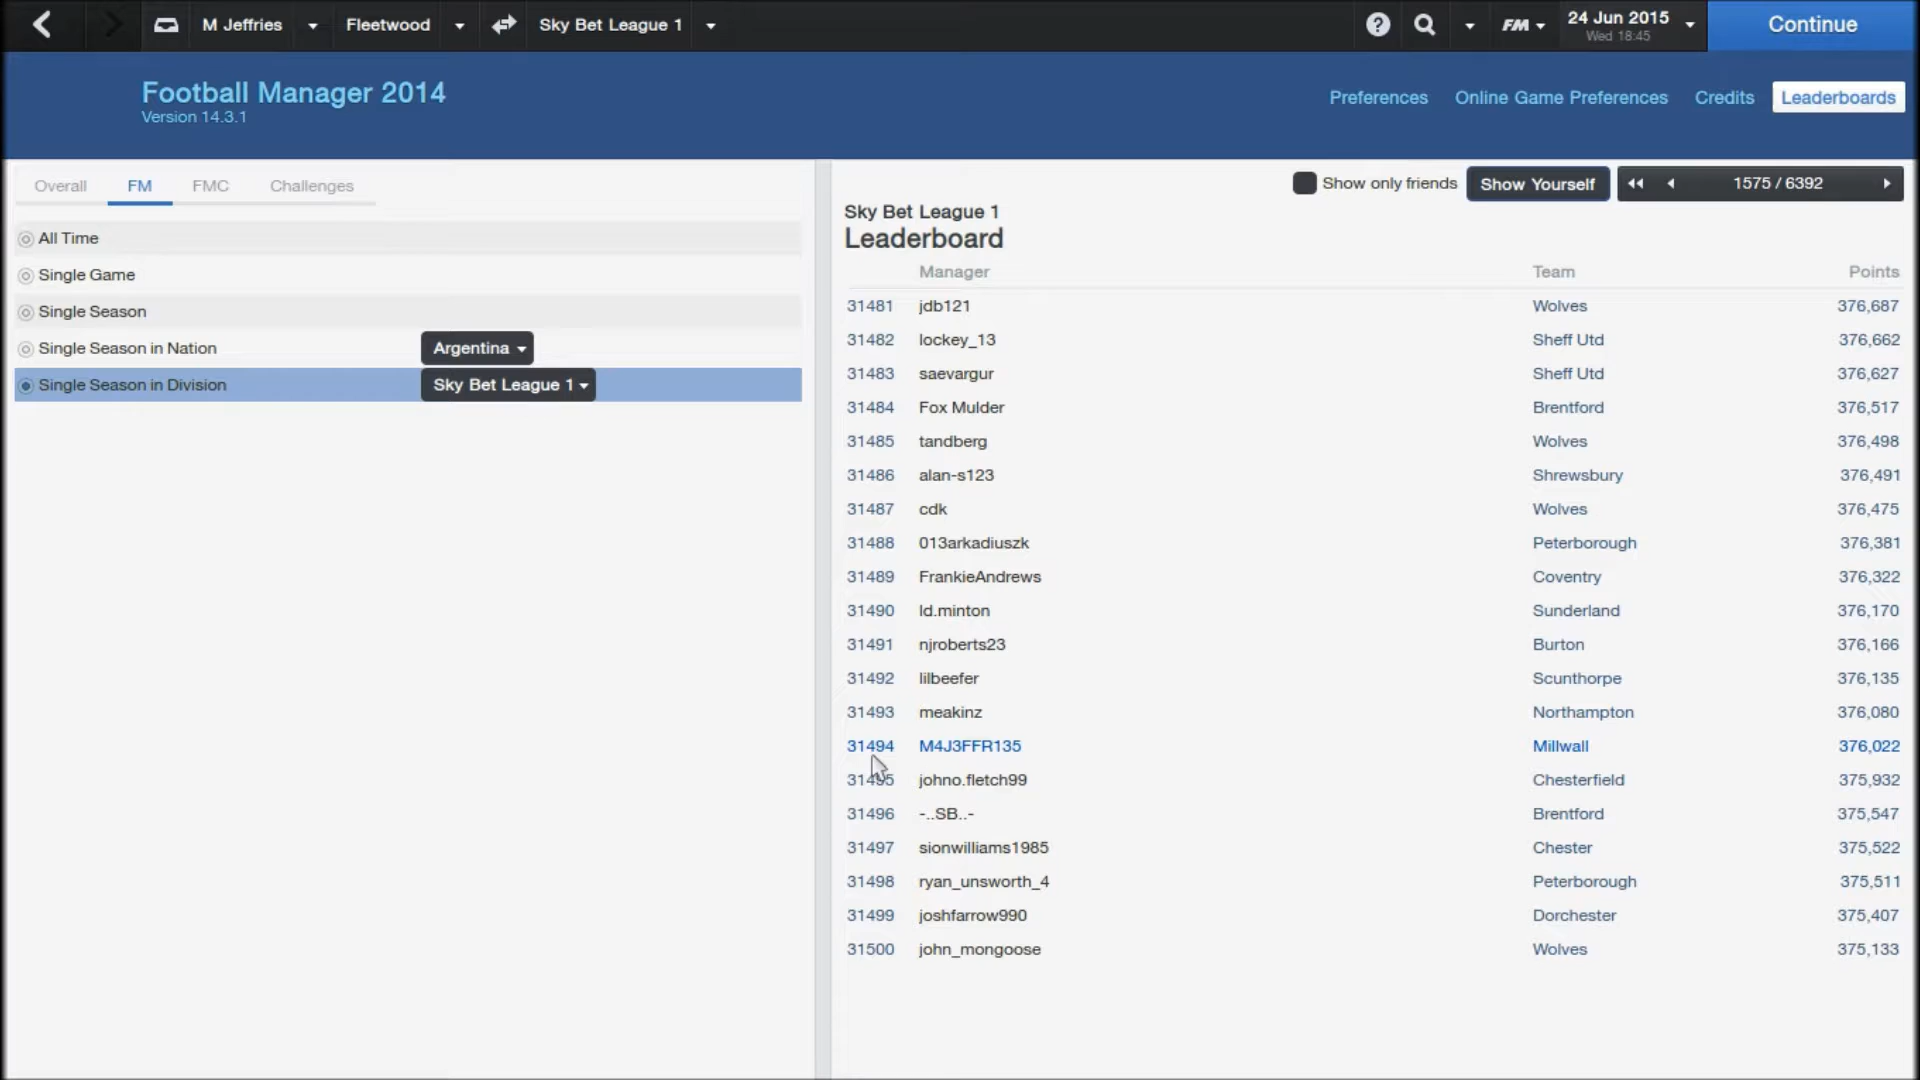 M Jeffries Fleetwood Sky Bet League 1 ? FM 24 Jun 2015 Continue
Wed 18:45
Football Manager 2014
Version 14.3.1
Preferences Online Game Preferences Credits Leaderboards
Overall FM FMC Challenges
All Time
Single Game
Single Season
Single Season in Nation Argentina
Single Season in Division Sky Bet League 1
Show only friends Show Yourself 1575 / 6392
Sky Bet League 1
Leaderboard
Manager Team Points
31481 jdb121 Wolves 376,687
31482 lockey_13 Sheff Utd 376,662
31483 saevargur Sheff Utd 376,627
31484 Fox Mulder Brentford 376,517
31485 tandberg Wolves 376,498
31486 alan-s123 Shrewsbury 376,491
31487 cdk Wolves 376,475
31488 013arkadiuszk Peterborough 376,381
31489 FrankieAndrews Coventry 376,322
31490 ld.minton Sunderland 376,170
31491 njroberts23 Burton 376,166
31492 lilbeefer Scunthorpe 376,135
31493 meakinz Northampton 376,080
31494 M4J3FFR135 Millwall 376,022
31495 johno.fletch99 Chesterfield 375,932
31496 -..SB..- Brentford 375,547
31497 sionwilliams1985 Chester 375,522
31498 ryan_unsworth_4 Peterborough 375,511
31499 joshfarrow990 Dorchester 375,407
31500 john_mongoose Wolves 375,133